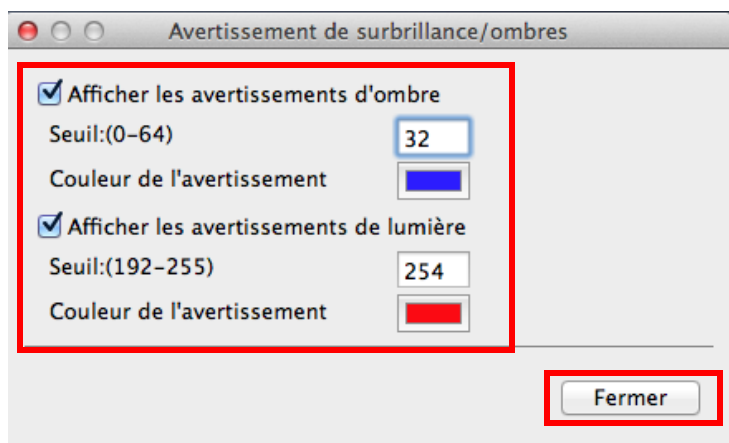 Avertissement de surbrillance/ombres
Afficher les avertissements d'ombre
Seuil:(0–64) 32
Couleur de l'avertissement
Afficher les avertissements de lumière
Seuil:(192–255) 254
Couleur de l'avertissement
Fermer